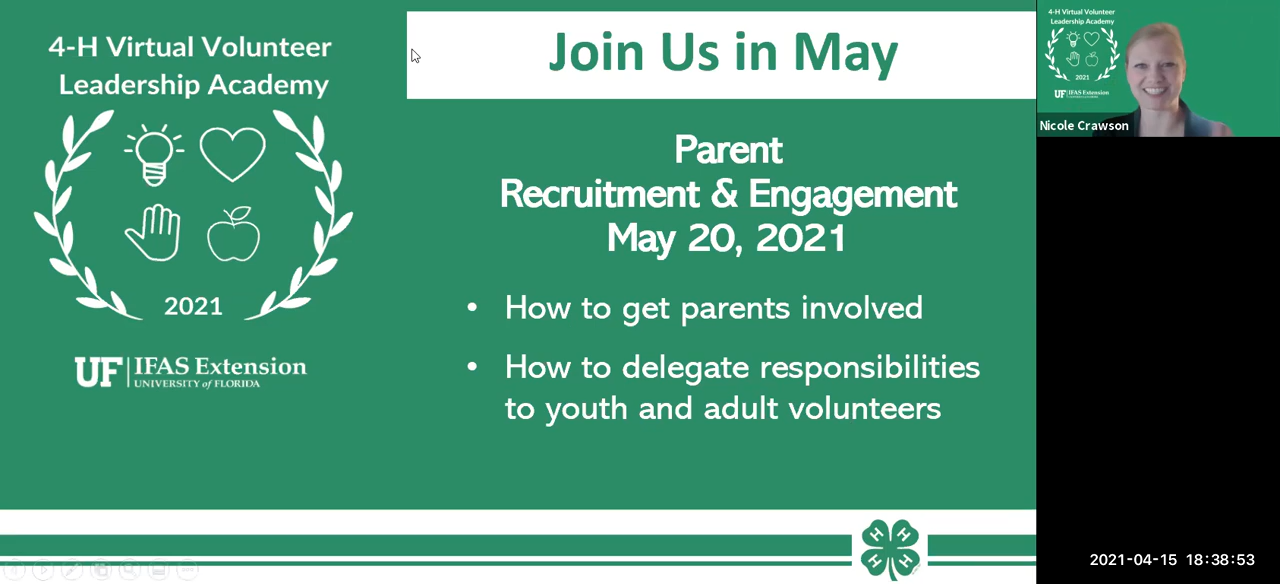 4-H Virtual Volunteer
Leadership Academy
2021
UF IFAS Extension
UNIVERSITY of FLORIDA
Join Us in May
Parent
Recruitment & Engagement
May 20, 2021
• How to get parents involved
• How to delegate responsibilities
to youth and adult volunteers
H H
H H
4-H Virtual Volunteer
Leadership Academy
2021
UF IFAS Extension
Nicole Crawson
2021-04-15 18:38:53